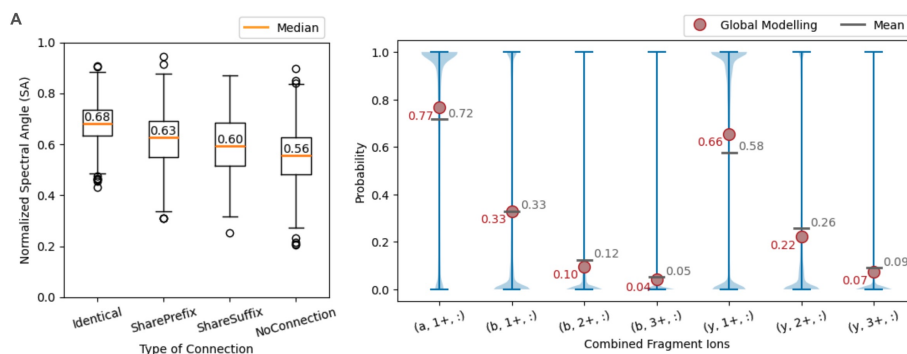 A
Median
Normalized Spectral Angle (SA)
1.0
0.8
0.6
0.4
0.2
0.0
0.68
0.63
0.60
0.56
Identical
SharePrefix
ShareSuffix
NoConnection
Type of Connection
Global Modelling
Mean
Probability
1.0
0.8
0.6
0.4
0.2
0.0
0.77
0.72
0.33
0.33
0.10
0.12
0.04
0.05
0.66
0.58
0.22
0.26
0.07
0.09
(a, 1+, :)
(b, 1+, :)
(b, 2+, :)
(b, 3+, :)
(y, 1+, :)
(y, 2+, :)
(y, 3+, :)
Combined Fragment Ions